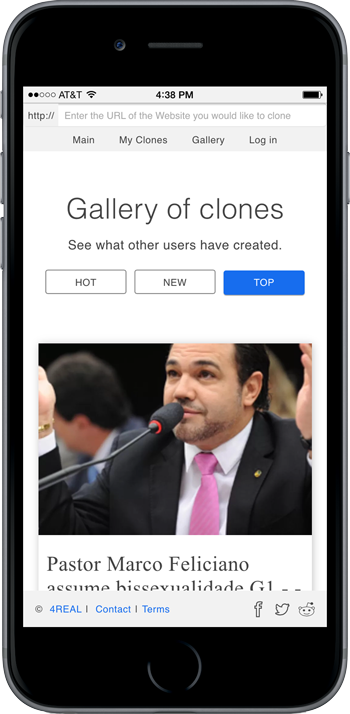 AT&T 4:38 PM
http:// Enter the URL of the Website you would like to clone
Main My Clones Gallery Log in
Gallery of clones
See what other users have created.
HOT NEW TOP
Pastor Marco Feliciano
assume bissexualidade G1 - -
© 4REAL | Contact | Terms